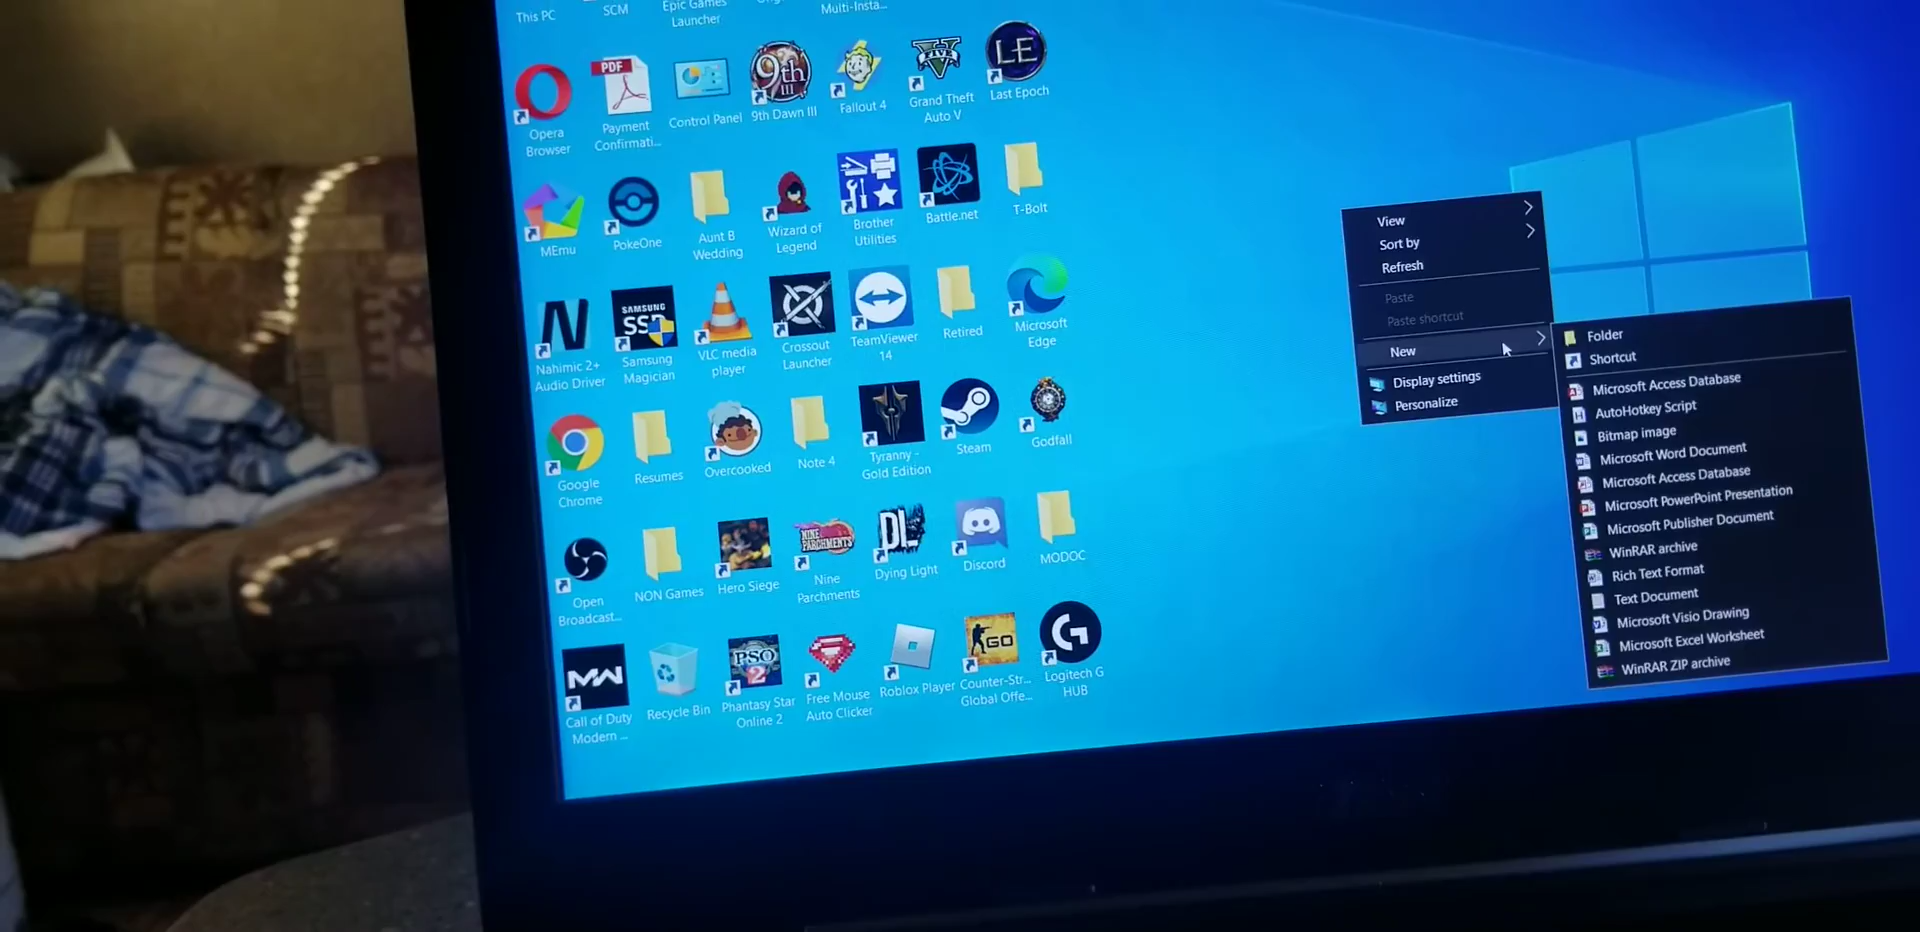 This PC
SCM
Epic Games
Launcher
Multi-Insta...
Opera
Browser
PDF
Payment
Confirmati...
Control Panel
9th
III
9th Dawn III
Fallout 4
FIVE
Grand Theft
Auto V
LE
Last Epoch
MEmu
PokeOne
Aunt B
Wedding
Wizard of
Legend
Brother
Utilities
Battle.net
T-Bolt
Nahimic 2+
Audio Driver
SAMSUNG
SSD
Samsung
Magician
VLC media
player
Crossout
Launcher
TeamViewer
14
Retired
Microsoft
Edge
Google
Chrome
Resumes
Overcooked
Note 4
Tyranny -
Gold Edition
Steam
Godfall
Open
Broadcast...
NON Games
Hero Siege
NINE
PARCHMENTS
Nine
Parchments
DL
Dying Light
Discord
MODOC
MW
Call of Duty
Modern ...
Recycle Bin
PSO
2
Phantasy Star
Online 2
Free Mouse
Auto Clicker
Roblox Player
GO
Counter-Str...
Global Offe...
G
Logitech G
HUB
View
Sort by
Refresh
Paste
Paste shortcut
New
Display settings
Personalize
Folder
Shortcut
Microsoft Access Database
AutoHotkey Script
Bitmap image
Microsoft Word Document
Microsoft Access Database
Microsoft PowerPoint Presentation
Microsoft Publisher Document
WinRAR archive
Rich Text Format
Text Document
Microsoft Visio Drawing
Microsoft Excel Worksheet
WinRAR ZIP archive